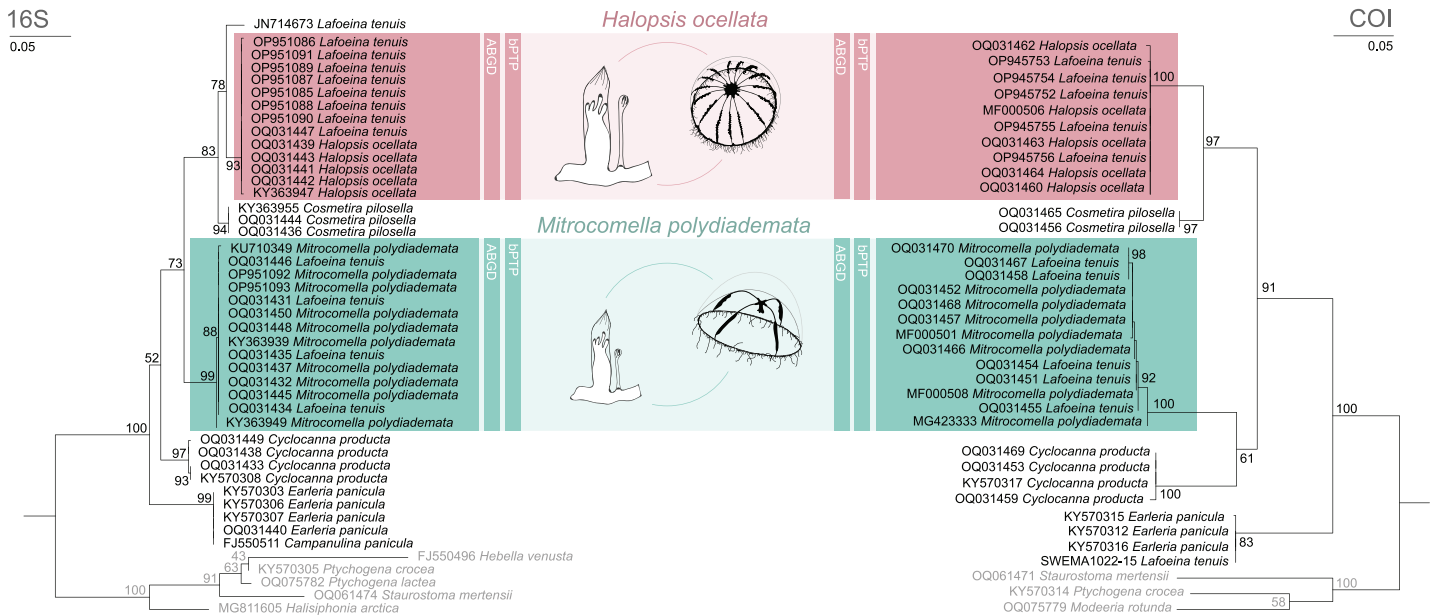 16S
0.05
JN714673 Lafoeina tenuis
OP951086 Lafoeina tenuis
OP951091 Lafoeina tenuis
OP951089 Lafoeina tenuis
OP951087 Lafoeina tenuis
OP951085 Lafoeina tenuis
OP951088 Lafoeina tenuis
OP951090 Lafoeina tenuis
OQ031447 Lafoeina tenuis
OQ031439 Halopsis ocellata
OQ031443 Halopsis ocellata
OQ031441 Halopsis ocellata
OQ031442 Halopsis ocellata
KY363947 Halopsis ocellata
KY363955 Cosmetira pilosella
OQ031444 Cosmetira pilosella
OQ031436 Cosmetira pilosella
KU710349 Mitrocomella polydiademata
OQ031446 Lafoeina tenuis
OP951092 Mitrocomella polydiademata
OP951093 Mitrocomella polydiademata
OQ031431 Lafoeina tenuis
OQ031450 Mitrocomella polydiademata
OQ031448 Mitrocomella polydiademata
KY363939 Mitrocomella polydiademata
OQ031435 Lafoeina tenuis
OQ031437 Mitrocomella polydiademata
OQ031432 Mitrocomella polydiademata
OQ031445 Mitrocomella polydiademata
OQ031434 Lafoeina tenuis
KY363949 Mitrocomella polydiademata
OQ031449 Cyclocanna producta
OQ031438 Cyclocanna producta
OQ031433 Cyclocanna producta
KY570308 Cyclocanna producta
KY570303 Earleria panicula
KY570306 Earleria panicula
KY570307 Earleria panicula
OQ031440 Earleria panicula
FJ550511 Campanulina panicula
FJ550496 Hebella venusta
KY570305 Ptychogena crocea
OQ075782 Ptychogena lactea
OQ061474 Staurostoma mertensii
MG811605 Halisiphonia arctica
78
83
93
94
73
88
99
52
100
97
93
99
43
63
91
100
Halopsis ocellata
ABGD
bPTP
ABGD
bPTP
Mitrocomella polydiademata
ABGD
bPTP
ABGD
bPTP
COI
0.05
OQ031462 Halopsis ocellata
OP945753 Lafoeina tenuis
OP945754 Lafoeina tenuis
OP945752 Lafoeina tenuis
MF000506 Halopsis ocellata
OP945755 Lafoeina tenuis
OQ031463 Halopsis ocellata
OP945756 Lafoeina tenuis
OQ031464 Halopsis ocellata
OQ031460 Halopsis ocellata
OQ031465 Cosmetira pilosella
OQ031456 Cosmetira pilosella
OQ031470 Mitrocomella polydiademata
OQ031467 Lafoeina tenuis
OQ031458 Lafoeina tenuis
OQ031452 Mitrocomella polydiademata
OQ031468 Mitrocomella polydiademata
OQ031457 Mitrocomella polydiademata
MF000501 Mitrocomella polydiademata
OQ031466 Mitrocomella polydiademata
OQ031454 Lafoeina tenuis
OQ031451 Lafoeina tenuis
MF000508 Mitrocomella polydiademata
OQ031455 Lafoeina tenuis
MG423333 Mitrocomella polydiademata
OQ031469 Cyclocanna producta
OQ031453 Cyclocanna producta
KY570317 Cyclocanna producta
OQ031459 Cyclocanna producta
KY570315 Earleria panicula
KY570312 Earleria panicula
KY570316 Earleria panicula
SWEMA1022-15 Lafoeina tenuis
OQ061471 Staurostoma mertensii
KY570314 Ptychogena crocea
OQ075779 Modeeria rotunda
100
97
97
98
91
92
100
61
100
100
83
100
58